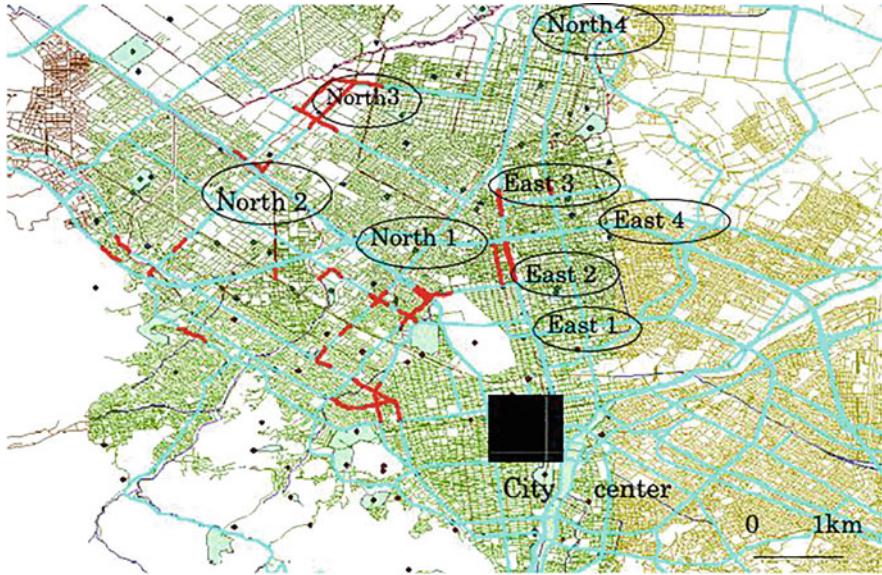 North4
North3
East 3
North 2
East 4
North 1
East 2
East 1
City center
0 1km